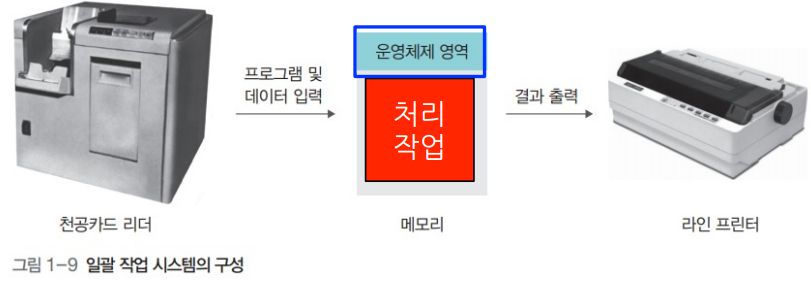 프로그램 및
데이터 입력
운영체제 영역
처리
작업
결과 출력
천공카드 리더
메모리
라인 프린터
그림 1-9 일괄 작업 시스템의 구성